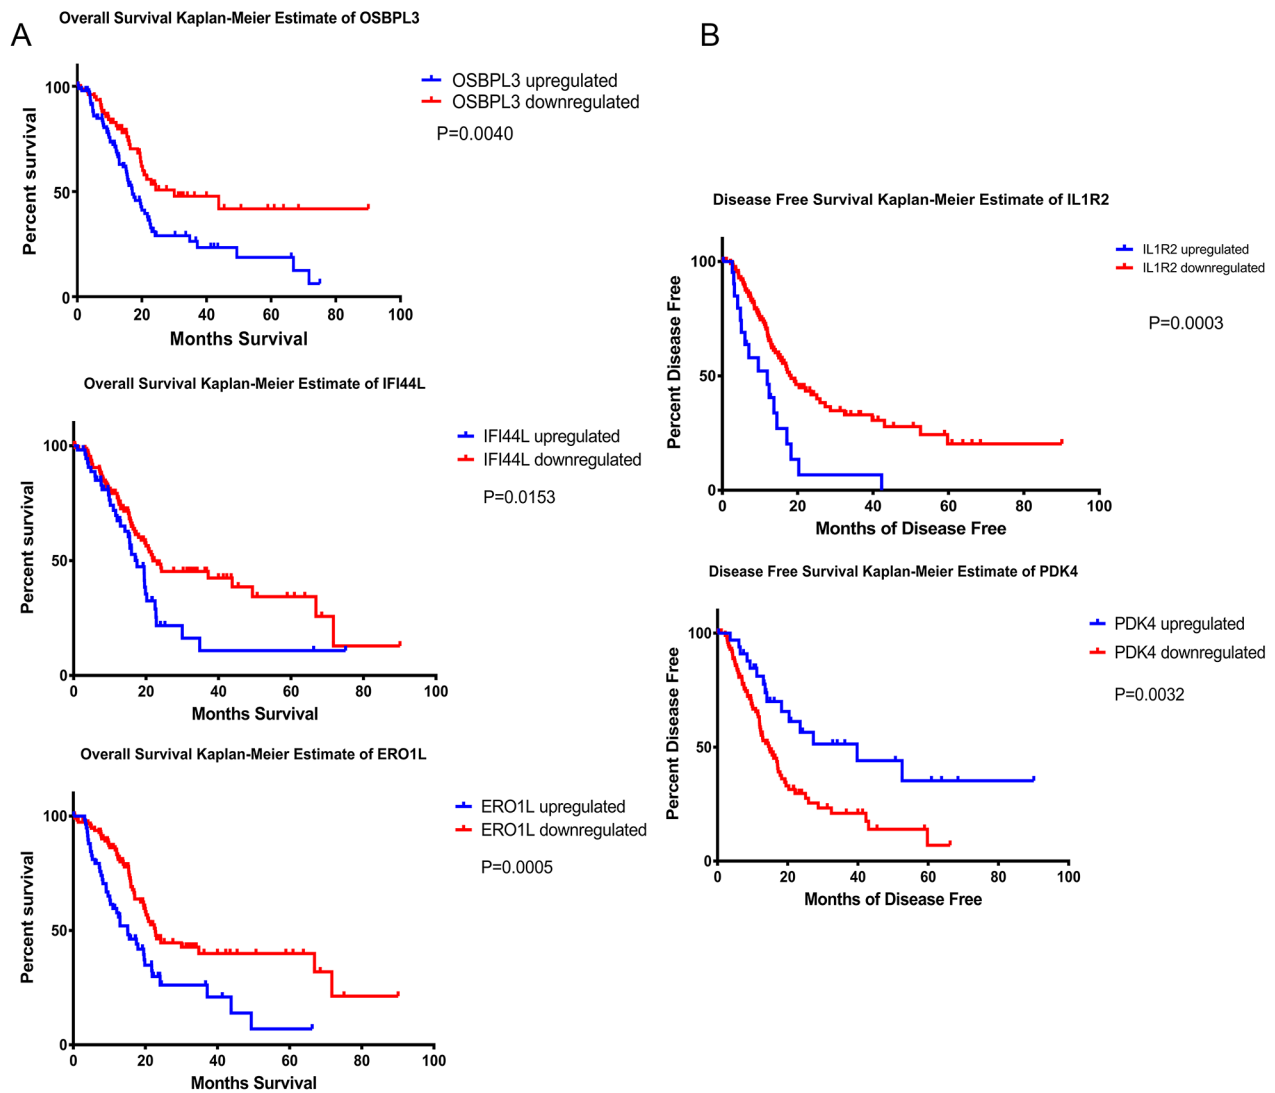 A
Overall Survival Kaplan-Meier Estimate of OSBPL3
Percent survival
100
50
0
0 20 40 60 80 100
Months Survival
OSBPL3 upregulated
OSBPL3 downregulated
P=0.0040
Overall Survival Kaplan-Meier Estimate of IFI44L
Percent survival
100
50
0
0 20 40 60 80 100
Months Survival
IFI44L upregulated
IFI44L downregulated
P=0.0153
Overall Survival Kaplan-Meier Estimate of ERO1L
Percent survival
100
50
0
0 20 40 60 80 100
Months Survival
ERO1L upregulated
ERO1L downregulated
P=0.0005
B
Disease Free Survival Kaplan-Meier Estimate of IL1R2
Percent Disease Free
100
50
0
0 20 40 60 80 100
Months of Disease Free
IL1R2 upregulated
IL1R2 downregulated
P=0.0003
Disease Free Survival Kaplan-Meier Estimate of PDK4
Percent Disease Free
100
50
0
0 20 40 60 80 100
Months of Disease Free
PDK4 upregulated
PDK4 downregulated
P=0.0032